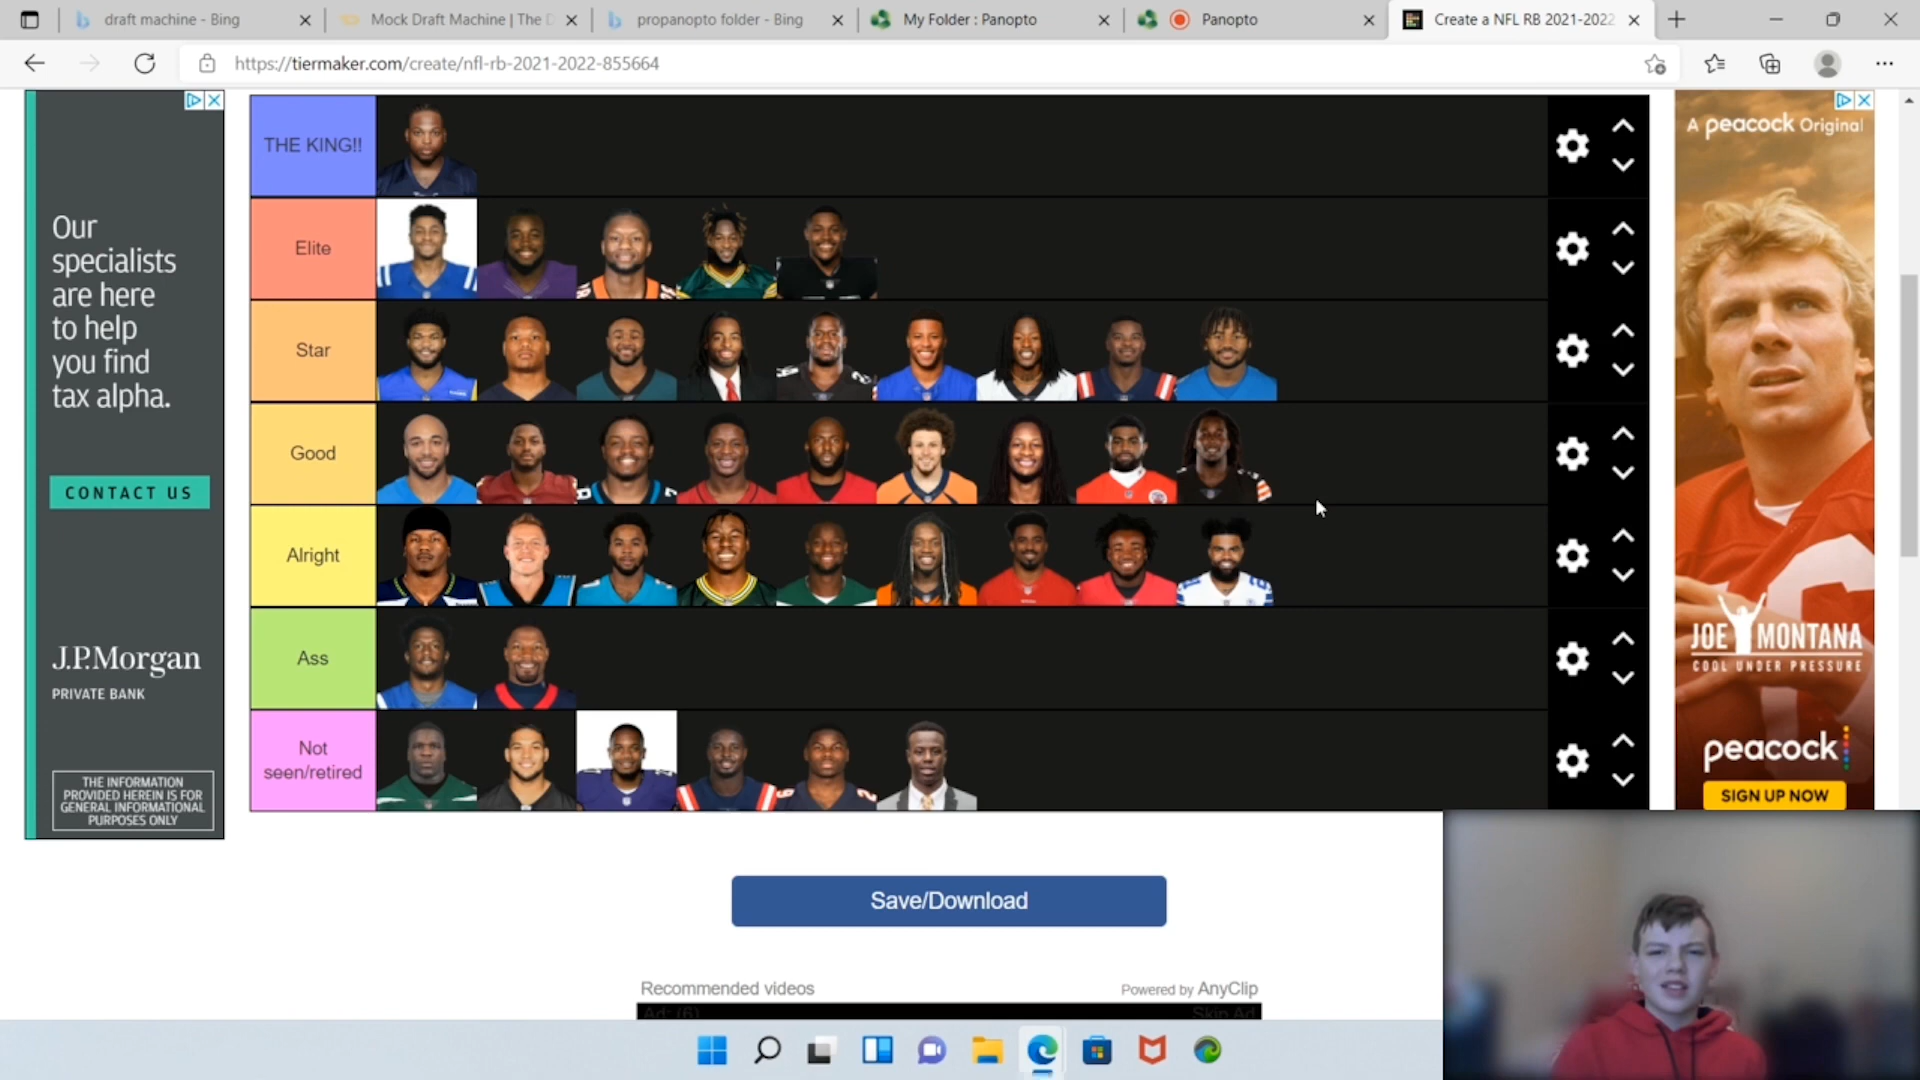 draft machine - Bing
Mock Draft Machine | The D
propanopto folder - Bing
My Folder : Panopto
Panopto
Create a NFL RB 2021-2022
https://tiermaker.com/create/nfl-rb-2021-2022-855664
Our
specialists
are here
to help
you find
tax alpha.
CONTACT US
J.P.Morgan
PRIVATE BANK
THE INFORMATION
PROVIDED HEREIN IS FOR
GENERAL INFORMATIONAL
PURPOSES ONLY
THE KING!!
Elite
Star
Good
Alright
Ass
Not
seen/retired
A peacock Original
JOE MONTANA
COOL UNDER PRESSURE
peacock
SIGN UP NOW
Save/Download
Recommended videos
Powered by AnyClip
Ad: (6)
Skip Ad